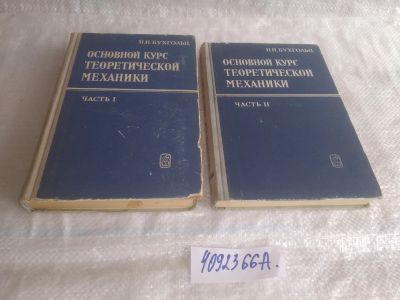 Н.Н.БУХГОЛЬЦ
ОСНОВНОЙ КУРС
ТЕОРЕТИЧЕСКОЙ
МЕХАНИКИ
ЧАСТЬ I
Н.Н.БУХГОЛЬЦ
ОСНОВНОЙ КУРС
ТЕОРЕТИЧЕСКОЙ
МЕХАНИКИ
ЧАСТЬ II
4092366А.